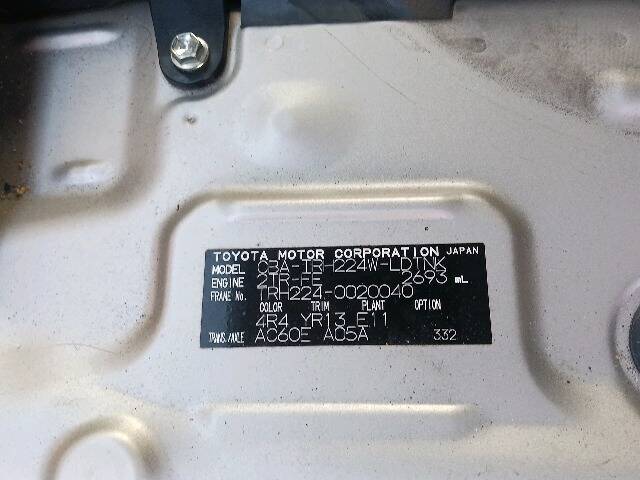 TOYOTA MOTOR CORPORATION JAPAN
MODEL CBA-TRH224W-LDTNK
ENGINE 2TR-FE 2693 mL
FRAME No. TRH224-0020040
COLOR TRIM PLANT OPTION
4R4 YR13 E11
TRANS./AXLE AC60E A05A 332